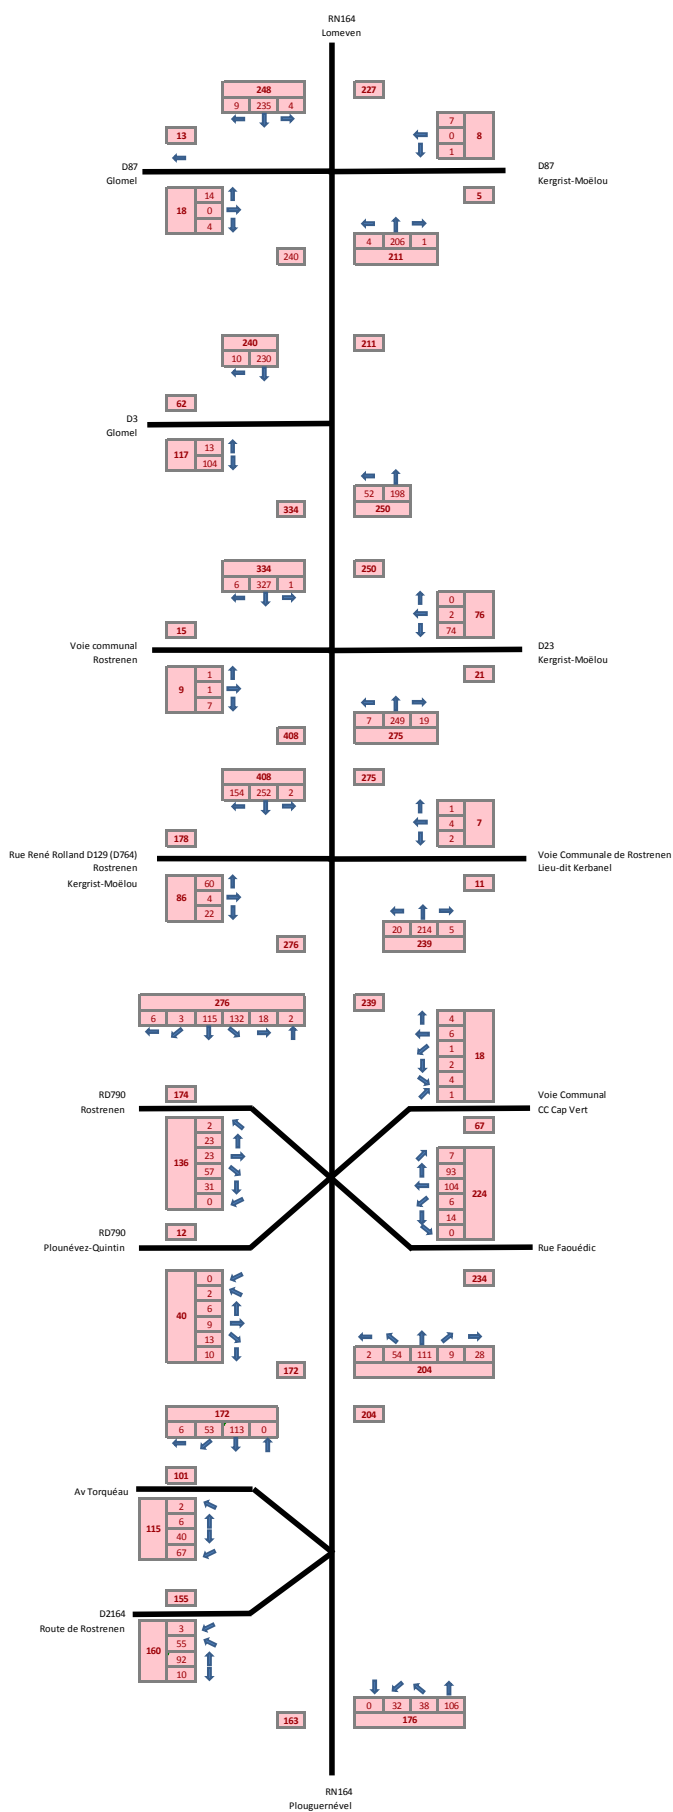 RN164
Lomeven
248
227
9 235 4
7
0
8
1
13
D87
Glomel
D87
Kergrist-Moëlou
14
18
0
4
5
4 206 1
211
240
240
211
10 230
62
D3
Glomel
13
117
104
52 198
250
334
334
250
6 327 1
0
2
76
74
15
Voie communal
Rostrenen
D23
Kergrist-Moëlou
1
9
1
7
21
7 249 19
275
408
408
275
154 252 2
1
4
7
2
178
Rue René Rolland D129 (D764)
Rostrenen
Kergrist-Moëlou
Voie Communale de Rostrenen
Lieu-dit Kerbanel
60
86
4
22
11
20 214 5
239
276
276
239
6 3 115 132 18 2
4
6
1
18
2
4
1
174
RD790
Rostrenen
Voie Communal
CC Cap Vert
67
2
23
23
136
57
31
0
7
93
104
224
6
14
0
12
RD790
Plounévez-Quintin
Rue Faouédic
234
0
2
6
40
9
13
10
2 54 111 9 28
204
172
172
204
6 53 113 0
101
Av Torquéau
2
6
115
40
67
155
D2164
Route de Rostrenen
3
55
160
92
10
0 32 38 106
176
163
RN164
Plouguernével